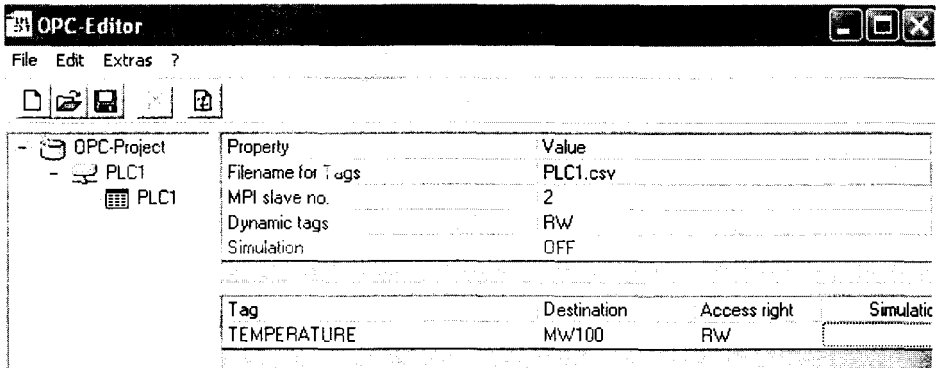 OPC-Editor
File Edit Extras ?
OPC-Project
PLC1
PLC1
Property Value
Filename for Tags PLC1.csv
MPI slave no. 2
Dynamic tags RW
Simulation OFF
Tag Destination Access right Simulatio
TEMPERATURE MW100 RW